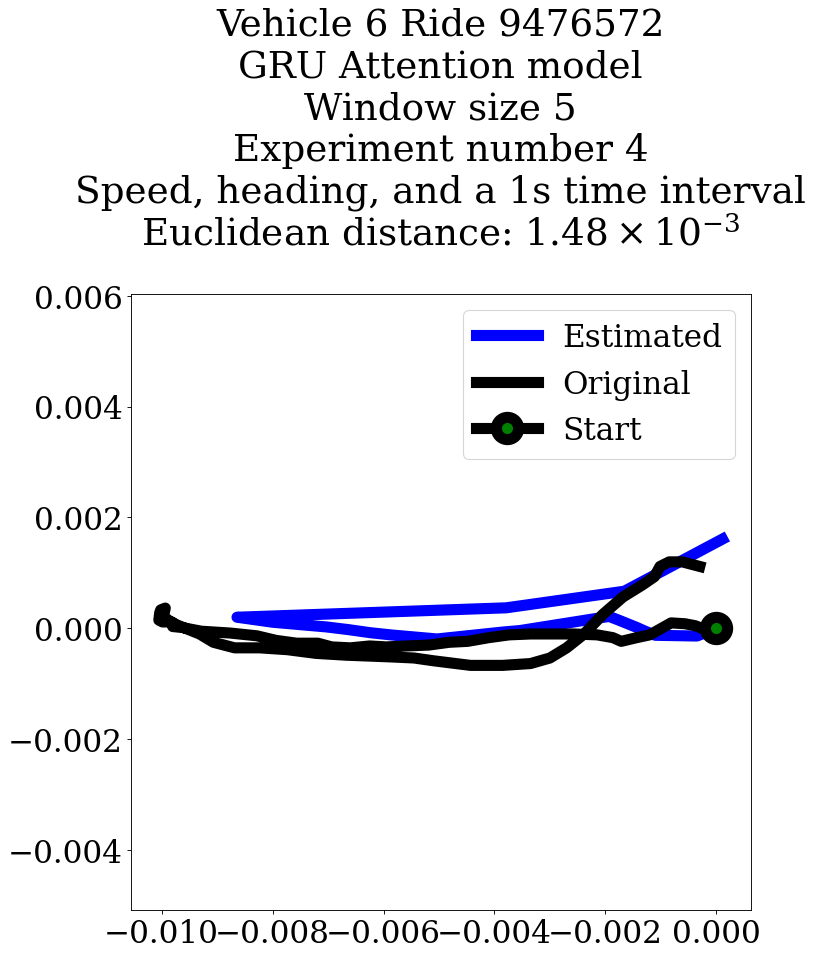 Vehicle 6 Ride 9476572
GRU Attention model
Window size 5
Experiment number 4
Speed, heading, and a 1s time interval
Euclidean distance: 1.48 × 10⁻³
0.006
Estimated
0.004
Original
Start
0.002
0.000
−0.002
−0.004
−0.010 −0.008 −0.006 −0.004 −0.002 0.000